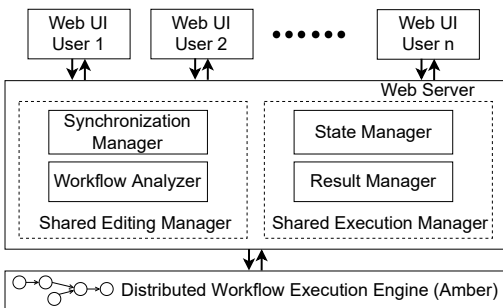 Web UI
User 1
Web UI
User 2
Web UI
User n
Web Server
Synchronization
Manager
Workflow Analyzer
Shared Editing Manager
State Manager
Result Manager
Shared Execution Manager
Distributed Workflow Execution Engine (Amber)